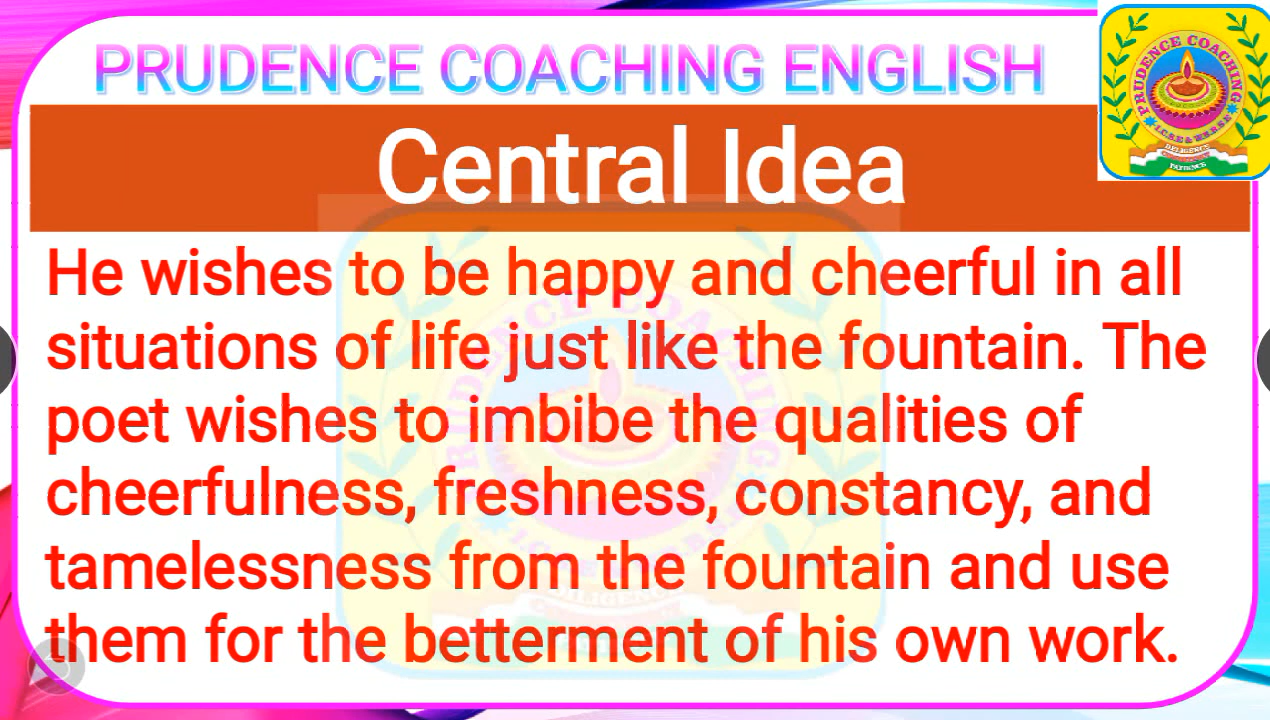 PRUDENCE COACHING ENGLISH
PRUDENCE COACHING
DILIGENCE
PATIENCE
Central Idea
He wishes to be happy and cheerful in all
situations of life just like the fountain. The
poet wishes to imbibe the qualities of
cheerfulness, freshness, constancy, and
tamelessness from the fountain and use
them for the betterment of his own work.